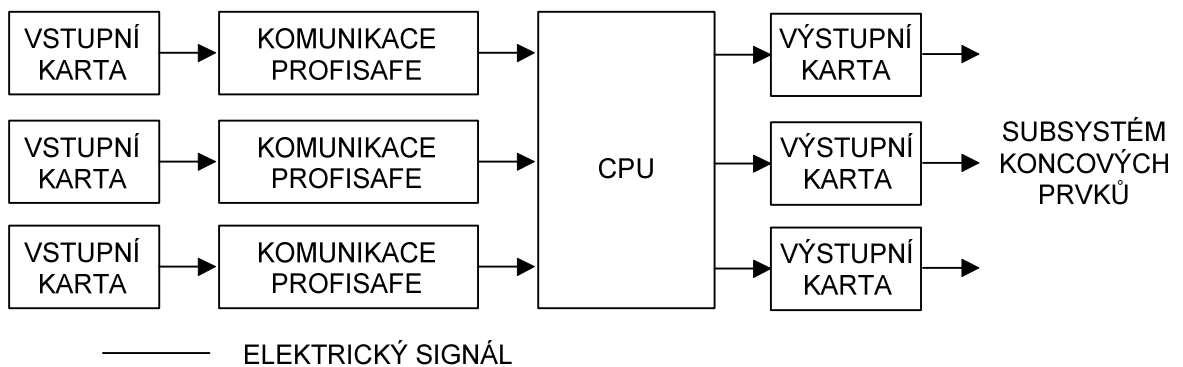 VSTUPNÍ
KARTA
KOMUNIKACE
PROFISAFE
VÝSTUPNÍ
KARTA
VSTUPNÍ
KARTA
KOMUNIKACE
PROFISAFE
CPU
VÝSTUPNÍ
KARTA
SUBSYSTÉM
KONCOVÝCH
PRVKŮ
VSTUPNÍ
KARTA
KOMUNIKACE
PROFISAFE
VÝSTUPNÍ
KARTA
ELEKTRICKÝ SIGNÁL